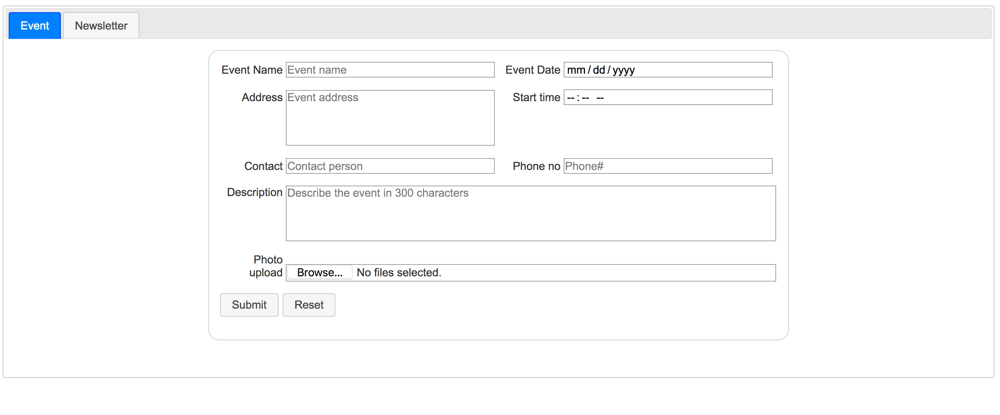 Event Newsletter
Event Name Event name Event Date mm/dd/yyyy
Address Event address Start time --:-- --
Contact Contact person Phone no Phone#
Description Describe the event in 300 characters
Photo
upload Browse... No files selected.
Submit Reset